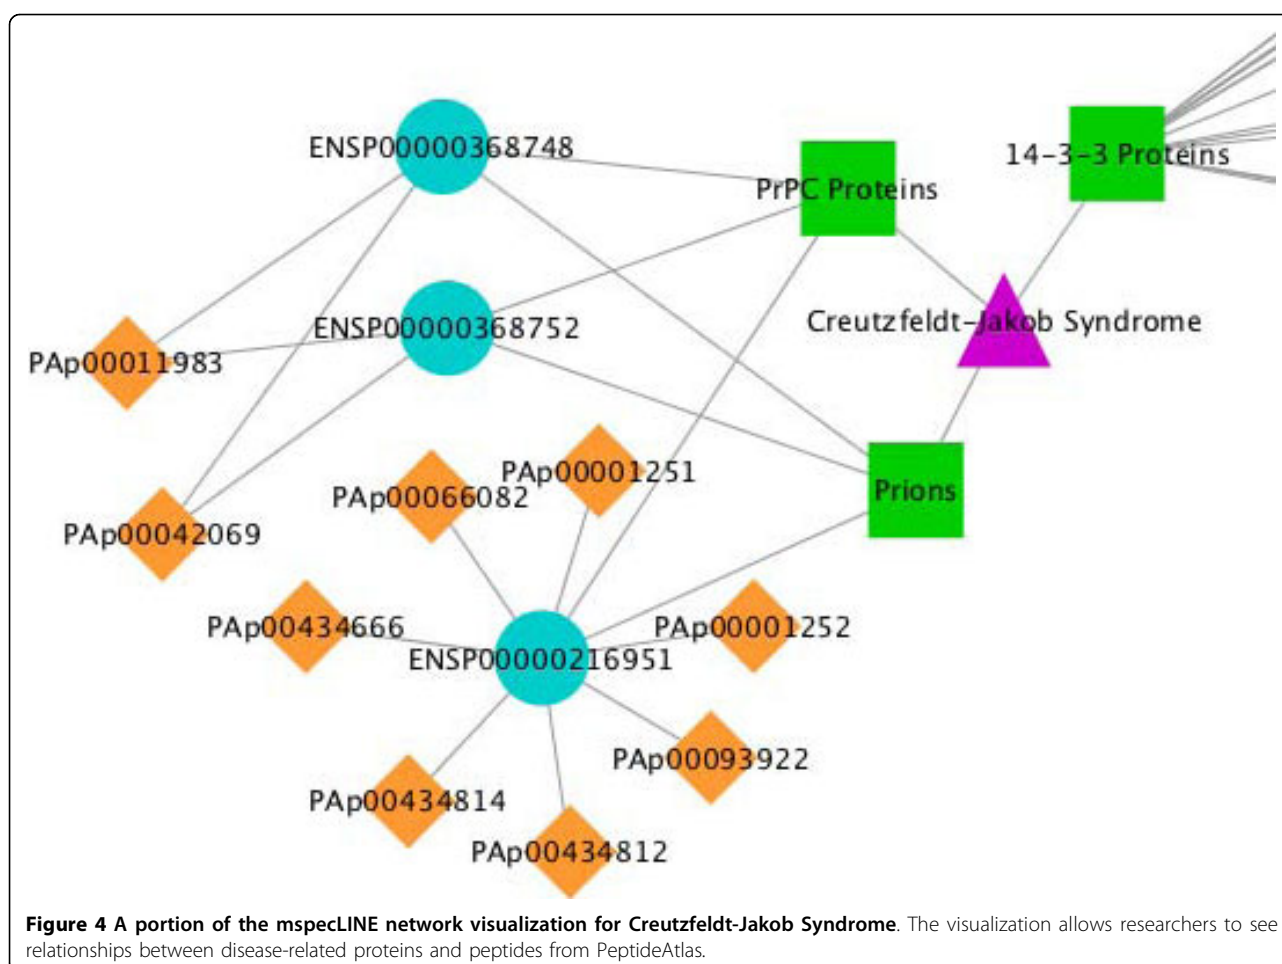 ENSP00000368748
14-3-3 Proteins
PrPC Proteins
Creutzfeldt-Jakob Syndrome
ENSP00000368752
PAp00011983
PAp00001251
PAp00066082
Prions
PAp00042069
PAp00434666
PAp00001252
ENSP00000216951
PAp00093922
PAp00434814
PAp00434812
Figure 4 A portion of the mspecLINE network visualization for Creutzfeldt-Jakob Syndrome. The visualization allows researchers to see
relationships between disease-related proteins and peptides from PeptideAtlas.